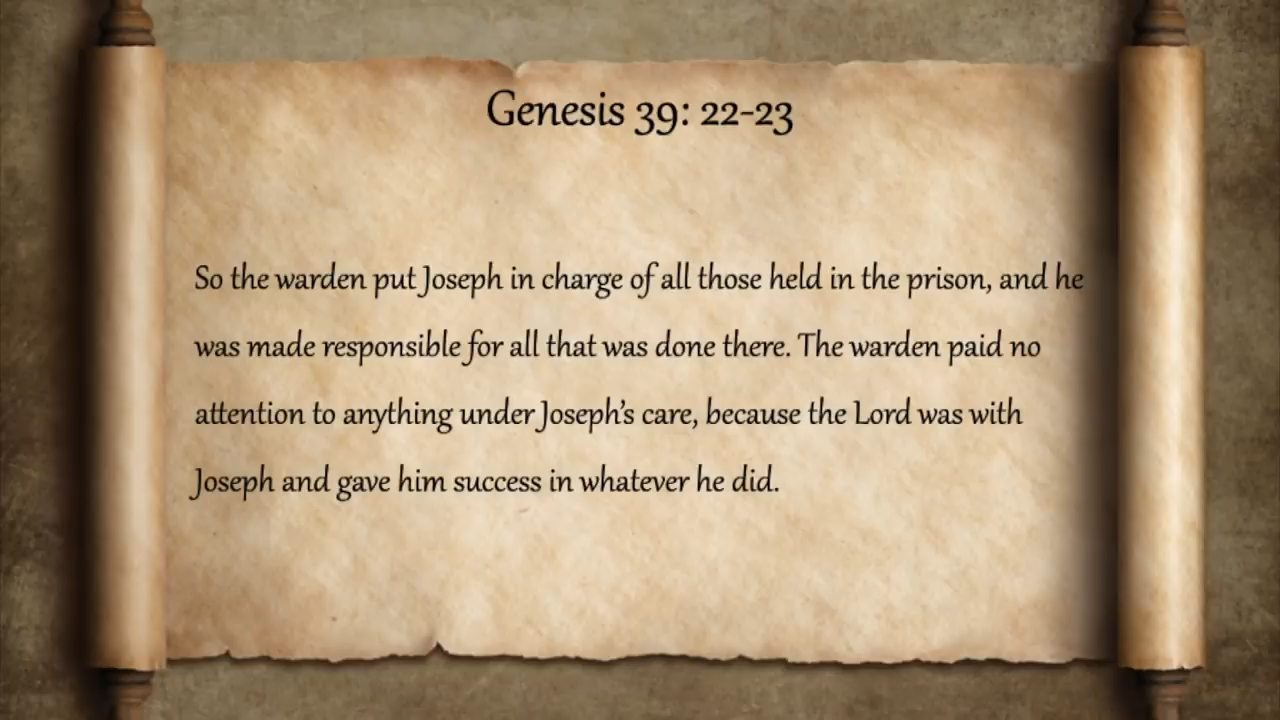 Genesis 39: 22-23
So the warden put Joseph in charge of all those held in the prison, and he
was made responsible for all that was done there. The warden paid no
attention to anything under Joseph's care, because the Lord was with
Joseph and gave him success in whatever he did.